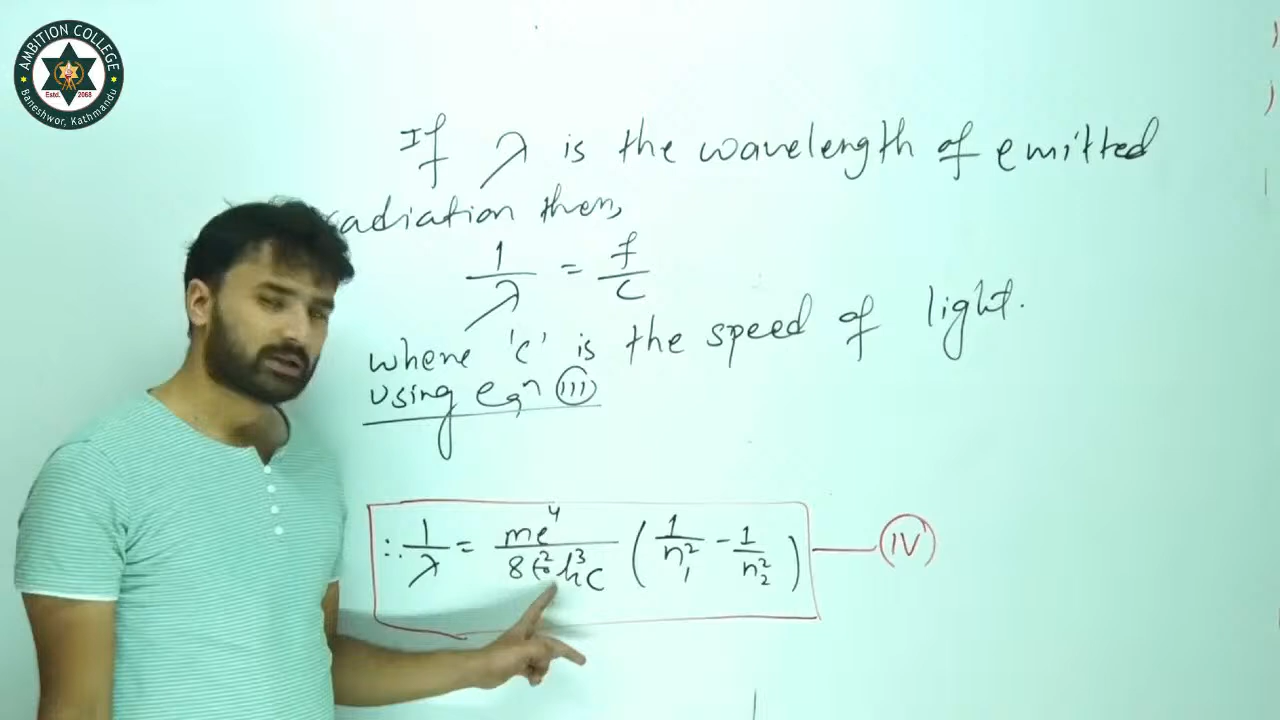 AMBITION COLLEGE
Estd. 2068
Baneshwor, Kathmandu
If λ is the wavelength of emitted
radiation then,
1/λ = f/c
where 'c' is the speed of light.
using eqn (III)
∴ 1/λ = me⁴/8ε₀²h³c (1/n₁² - 1/n₂²) — (IV)